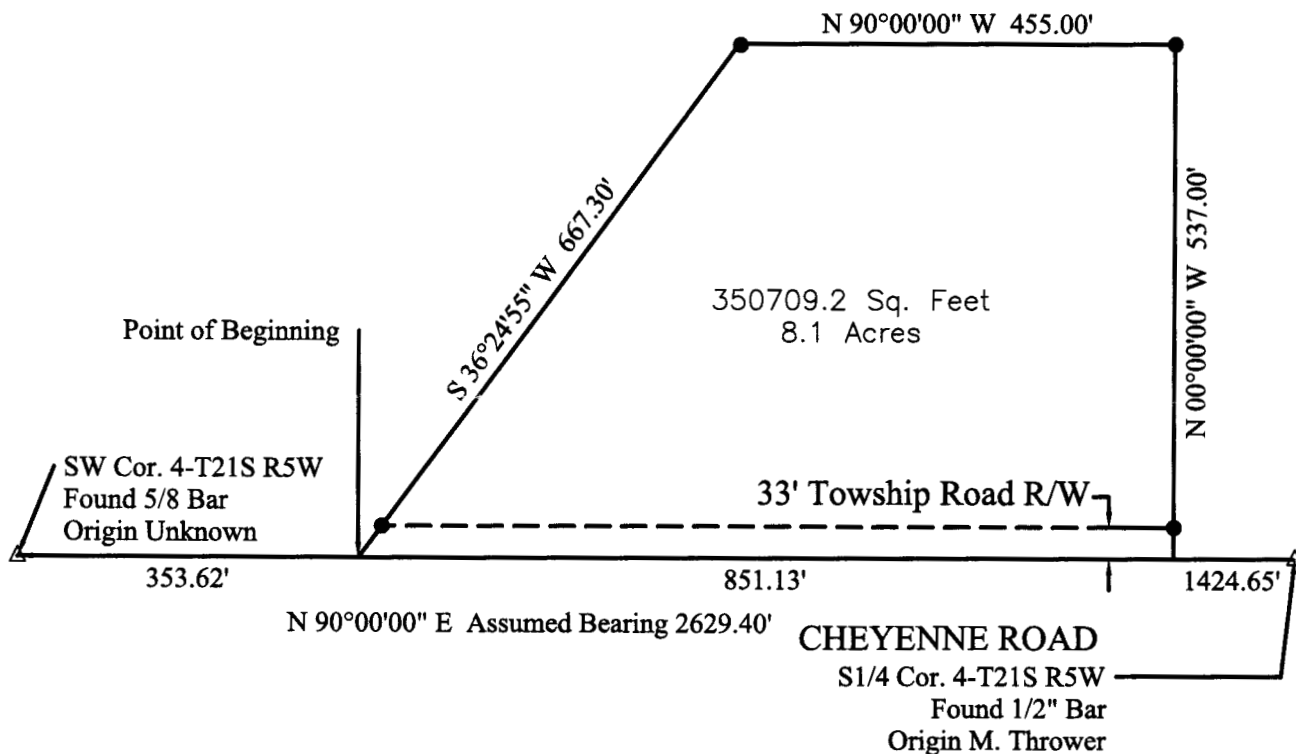 N 90°00'00" W 455.00'
S 36°24'55" W 667.30'
N 00°00'00" W 537.00'
350709.2 Sq. Feet
8.1 Acres
Point of Beginning
SW Cor. 4-T21S R5W
Found 5/8 Bar
Origin Unknown
33' Towship Road R/W
353.62'
851.13'
1424.65'
N 90°00'00" E Assumed Bearing 2629.40'
CHEYENNE ROAD
S1/4 Cor. 4-T21S R5W
Found 1/2" Bar
Origin M. Thrower